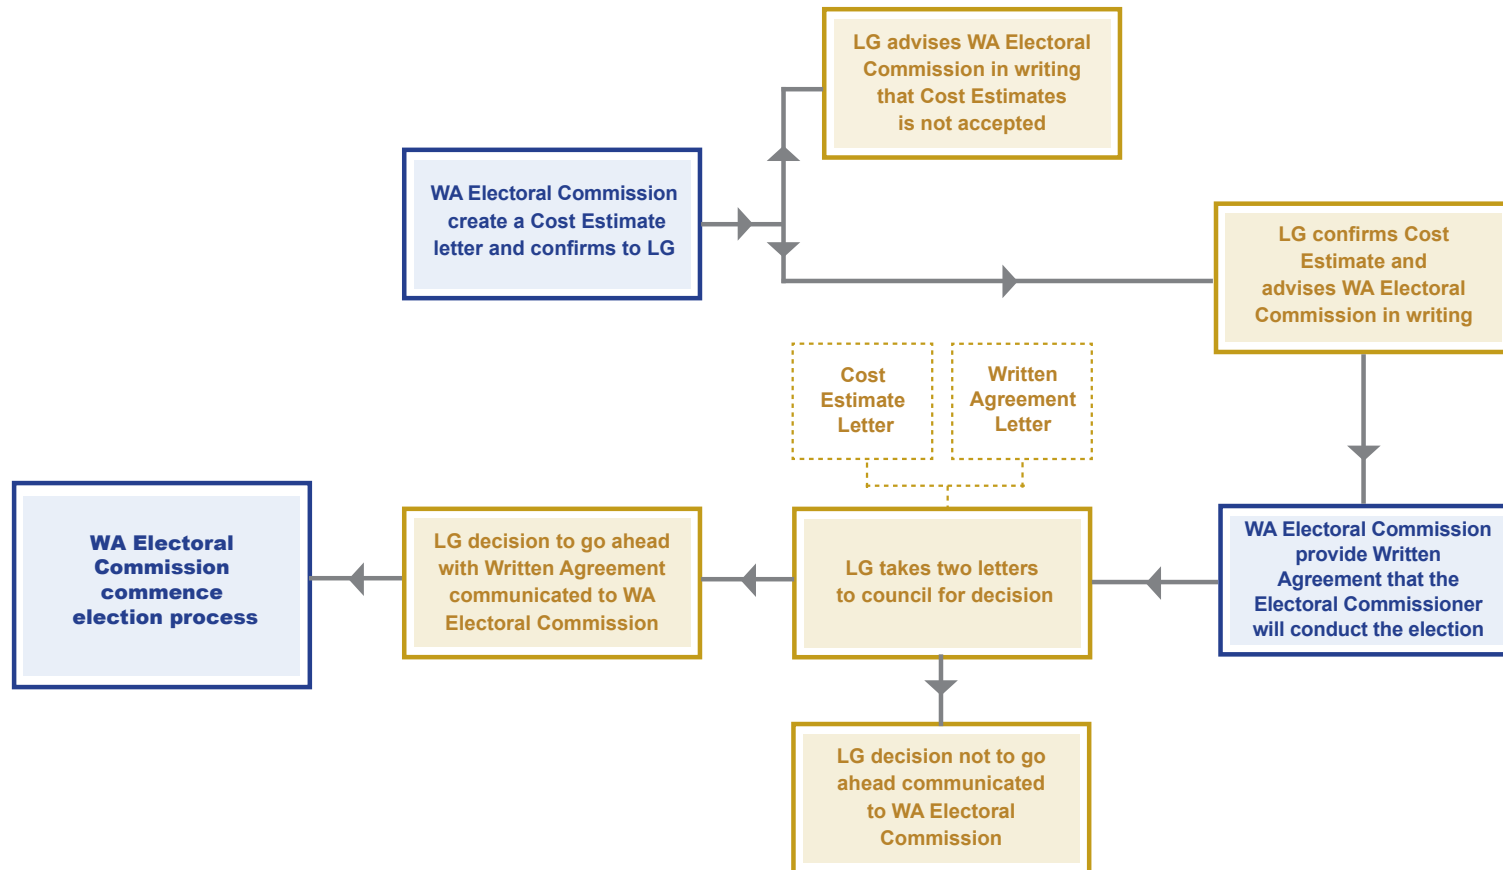 LG advises WA Electoral
Commission in writing
that Cost Estimates
is not accepted
WA Electoral Commission
create a Cost Estimate
letter and confirms to LG
LG confirms Cost
Estimate and
advises WA Electoral
Commission in writing
Cost
Estimate
Letter
Written
Agreement
Letter
WA Electoral
Commission
commence
election process
LG decision to go ahead
with Written Agreement
communicated to WA
Electoral Commission
LG takes two letters
to council for decision
WA Electoral Commission
provide Written
Agreement that the
Electoral Commissioner
will conduct the election
LG decision not to go
ahead communicated
to WA Electoral
Commission